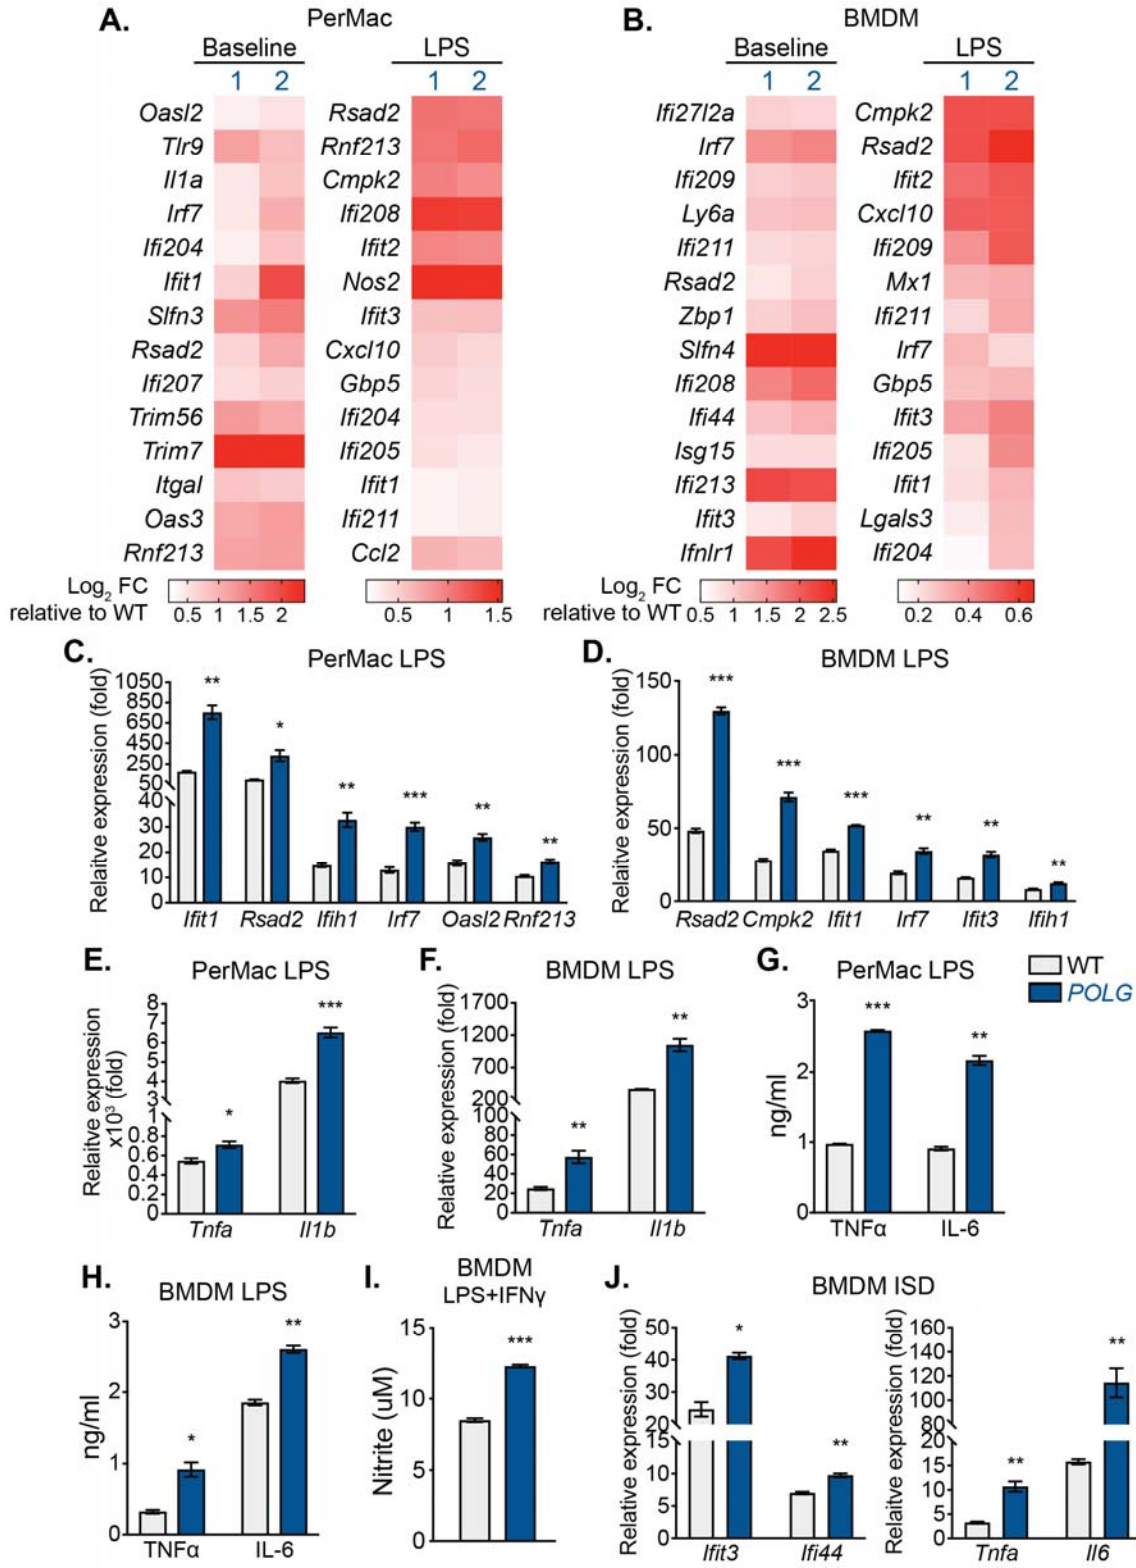 A.
PerMac
Baseline
LPS
1 2
1 2
Oasl2
Tlr9
Il1a
Irf7
Ifi204
Ifit1
Slfn3
Rsad2
Ifi207
Trim56
Trim7
Itgal
Oas3
Rnf213
Rsad2
Rnf213
Cmpk2
Ifi208
Ifit2
Nos2
Ifit3
Cxcl10
Gbp5
Ifi204
Ifi205
Ifit1
Ifi211
Ccl2
Log2 FC
relative to WT
0.5 1 1.5 2
0.5 1 1.5
B.
BMDM
Baseline
LPS
1 2
1 2
Ifi27l2a
Irf7
Ifi209
Ly6a
Ifi211
Rsad2
Zbp1
Slfn4
Ifi208
Ifi44
Isg15
Ifi213
Ifit3
Ifnlr1
Cmpk2
Rsad2
Ifit2
Cxcl10
Ifi209
Mx1
Ifi211
Irf7
Gbp5
Ifit3
Ifi205
Ifit1
Lgals3
Ifi204
Log2 FC
relative to WT
0.5 1 1.5 2 2.5
0.2 0.4 0.6
C.
PerMac LPS
Relaitve expression (fold)
1050
850
650
450
250
50
40
30
20
10
0
** * ** *** ** **
Ifit1 Rsad2 Ifih1 Irf7 Oasl2 Rnf213
D.
BMDM LPS
Relative expression (fold)
150
100
50
0
*** *** *** ** ** **
Rsad2 Cmpk2 Ifit1 Irf7 Ifit3 Ifih1
E.
PerMac LPS
Relaitve expression
x10³ (fold)
8
7
6
5
4
3
1
0.8
0.6
0.4
0.2
0
* ***
Tnfa Il1b
F.
BMDM LPS
Relative expression (fold)
1700
1200
700
200
100
80
60
40
20
0
** **
Tnfa Il1b
G.
PerMac LPS
ng/ml
3
2
1
0
*** **
TNFα IL-6
WT
POLG
H.
BMDM LPS
ng/ml
3
2
1
0
* **
TNFα IL-6
I.
BMDM
LPS+IFNγ
Nitrite (uM)
15
10
5
0
***
J.
BMDM ISD
Relative expression (fold)
50
40
30
20
15
10
5
0
* **
Ifit3 Ifi44
Relaitve expression (fold)
160
140
120
100
80
20
15
10
5
0
** **
Tnfa Il6